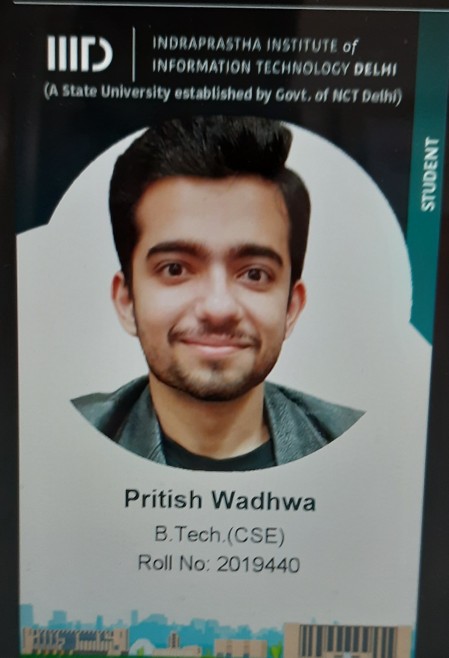 IIITD
INDRAPRASTHA INSTITUTE of
INFORMATION TECHNOLOGY DELHI
(A State University established by Govt. of NCT Delhi)
STUDENT
Pritish Wadhwa
B.Tech.(CSE)
Roll No: 2019440